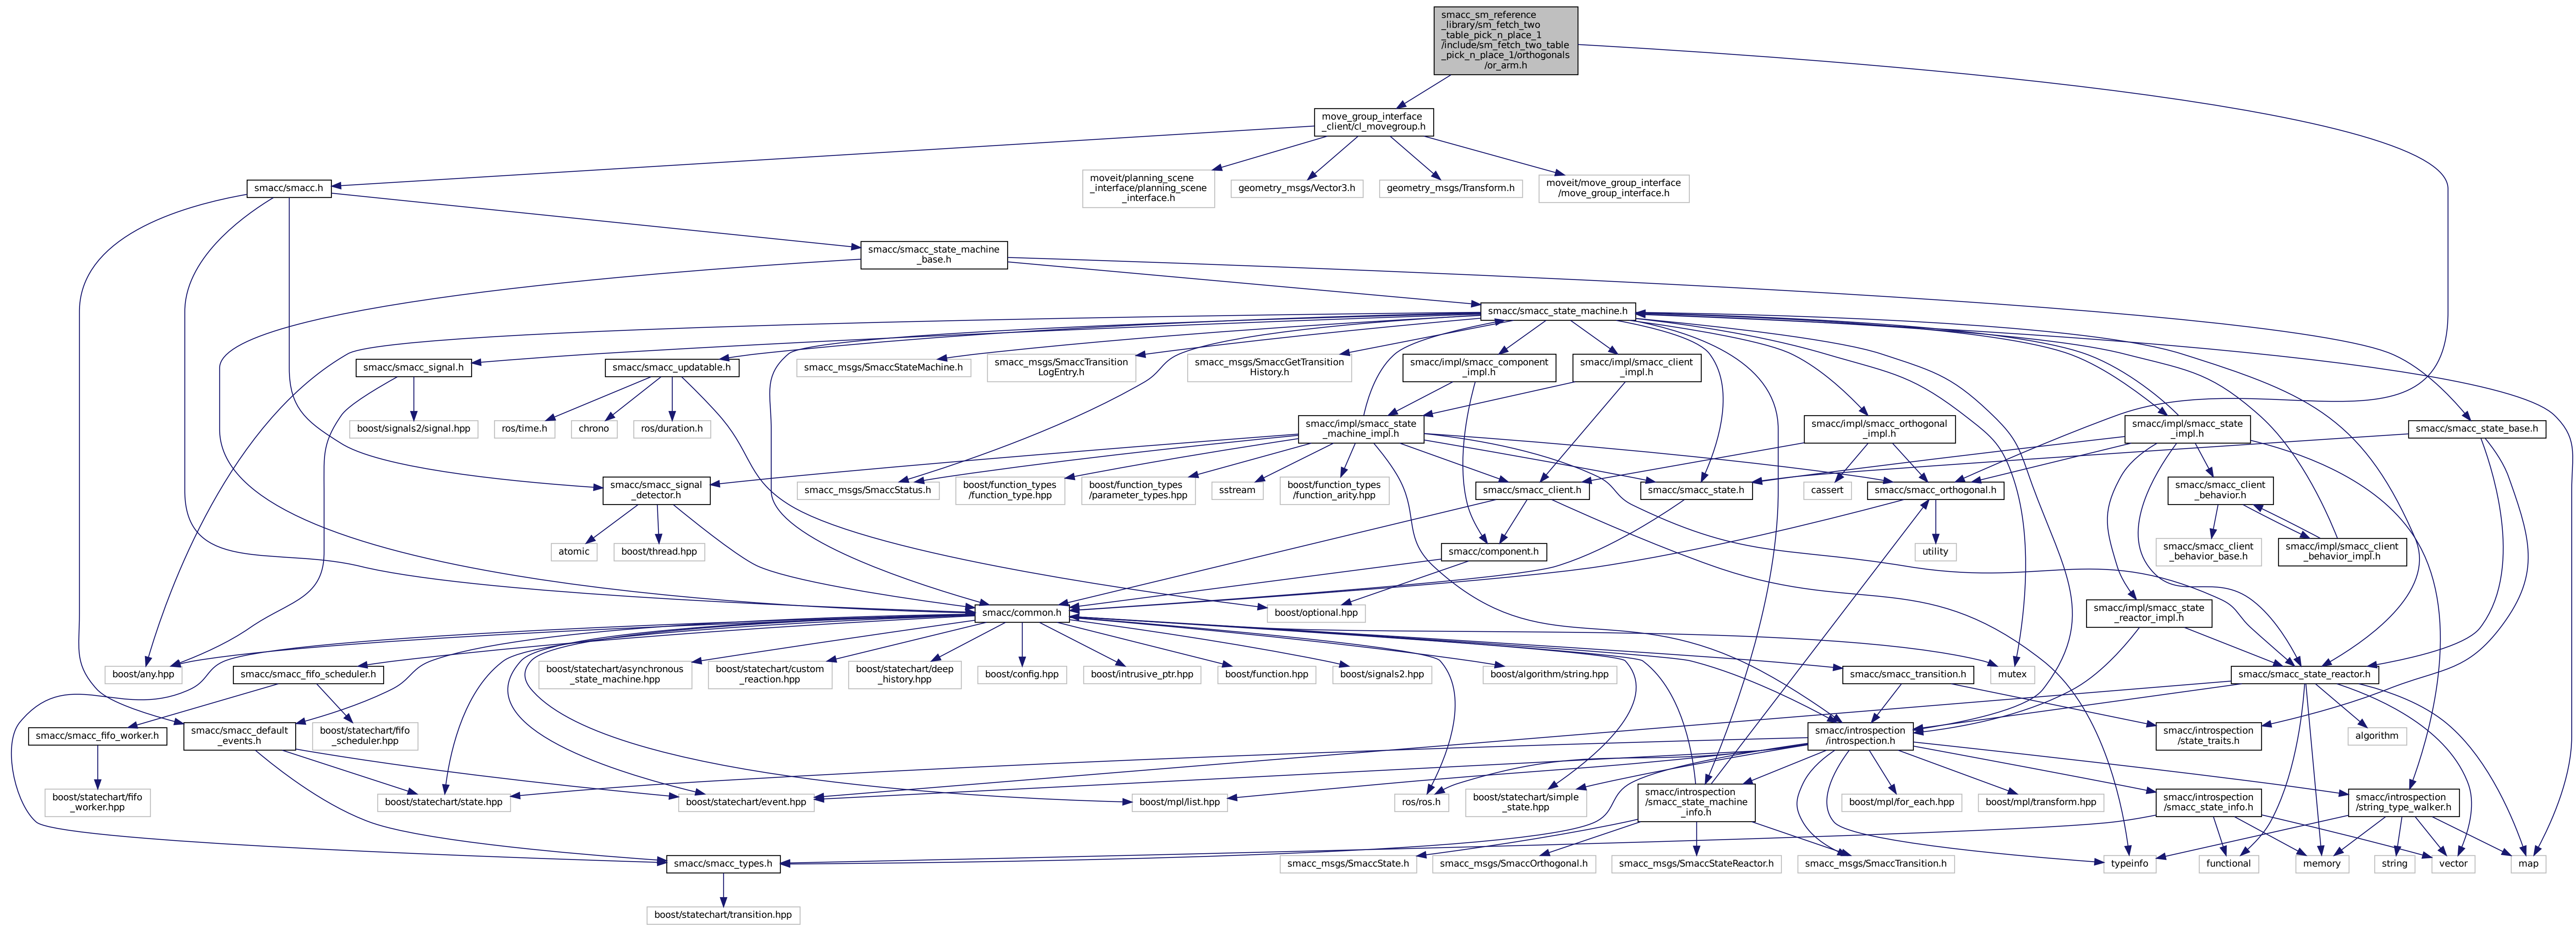 smacc_sm_reference
_library/sm_fetch_two
_table_pick_n_place_1
/include/sm_fetch_two_table
_pick_n_place_1/orthogonals
/or_arm.h
move_group_interface
_client/cl_movegroup.h
smacc/smacc.h
moveit/planning_scene
_interface/planning_scene
_interface.h
geometry_msgs/Vector3.h
geometry_msgs/Transform.h
moveit/move_group_interface
/move_group_interface.h
smacc/smacc_state_machine
_base.h
smacc/smacc_state_machine.h
smacc/smacc_signal.h
smacc/smacc_updatable.h
smacc_msgs/SmaccStateMachine.h
smacc_msgs/SmaccTransition
LogEntry.h
smacc_msgs/SmaccGetTransition
History.h
smacc/impl/smacc_component
_impl.h
smacc/impl/smacc_client
_impl.h
boost/signals2/signal.hpp
ros/time.h
chrono
ros/duration.h
smacc/impl/smacc_state
_machine_impl.h
smacc/impl/smacc_orthogonal
_impl.h
smacc/impl/smacc_state
_impl.h
smacc/smacc_state_base.h
smacc/smacc_signal
_detector.h
smacc_msgs/SmaccStatus.h
boost/function_types
/function_type.hpp
boost/function_types
/parameter_types.hpp
sstream
boost/function_types
/function_arity.hpp
smacc/smacc_client.h
smacc/smacc_state.h
cassert
smacc/smacc_orthogonal.h
smacc/smacc_client
_behavior.h
atomic
boost/thread.hpp
smacc/component.h
utility
smacc/smacc_client
_behavior_base.h
smacc/impl/smacc_client
_behavior_impl.h
smacc/common.h
boost/optional.hpp
smacc/impl/smacc_state
_reactor_impl.h
boost/any.hpp
smacc/smacc_fifo_scheduler.h
boost/statechart/asynchronous
_state_machine.hpp
boost/statechart/custom
_reaction.hpp
boost/statechart/deep
_history.hpp
boost/config.hpp
boost/intrusive_ptr.hpp
boost/function.hpp
boost/signals2.hpp
boost/algorithm/string.hpp
smacc/smacc_transition.h
mutex
smacc/smacc_state_reactor.h
smacc/smacc_fifo_worker.h
smacc/smacc_default
_events.h
boost/statechart/fifo
_scheduler.hpp
smacc/introspection
/introspection.h
smacc/introspection
/state_traits.h
algorithm
boost/statechart/fifo
_worker.hpp
boost/statechart/state.hpp
boost/statechart/event.hpp
boost/mpl/list.hpp
ros/ros.h
boost/statechart/simple
_state.hpp
smacc/introspection
/smacc_state_machine
_info.h
boost/mpl/for_each.hpp
boost/mpl/transform.hpp
smacc/introspection
/smacc_state_info.h
smacc/introspection
/string_type_walker.h
smacc/smacc_types.h
smacc_msgs/SmaccState.h
smacc_msgs/SmaccOrthogonal.h
smacc_msgs/SmaccStateReactor.h
smacc_msgs/SmaccTransition.h
typeinfo
functional
memory
string
vector
map
boost/statechart/transition.hpp